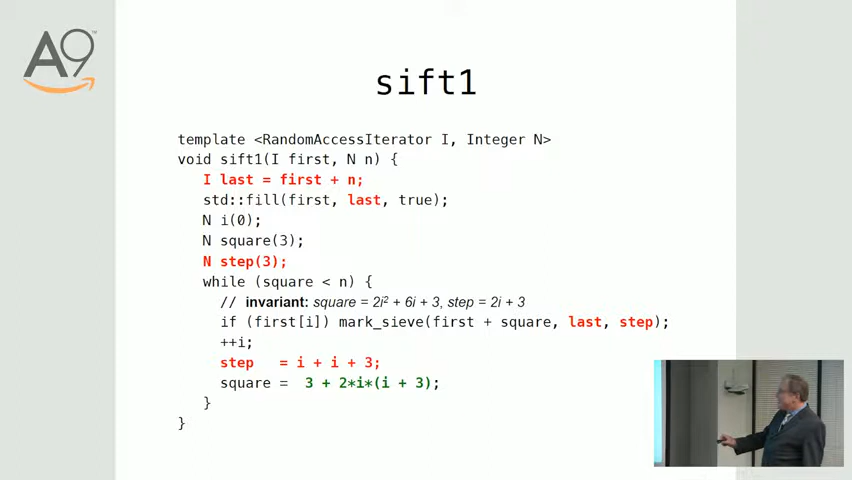 A9™
sift1
template <RandomAccessIterator I, Integer N>
void sift1(I first, N n) {
I last = first + n;
std::fill(first, last, true);
N i(0);
N square(3);
N step(3);
while (square < n) {
// invariant: square = 2i² + 6i + 3, step = 2i + 3
if (first[i]) mark_sieve(first + square, last, step);
++i;
step = i + i + 3;
square = 3 + 2*i*(i + 3);
}
}